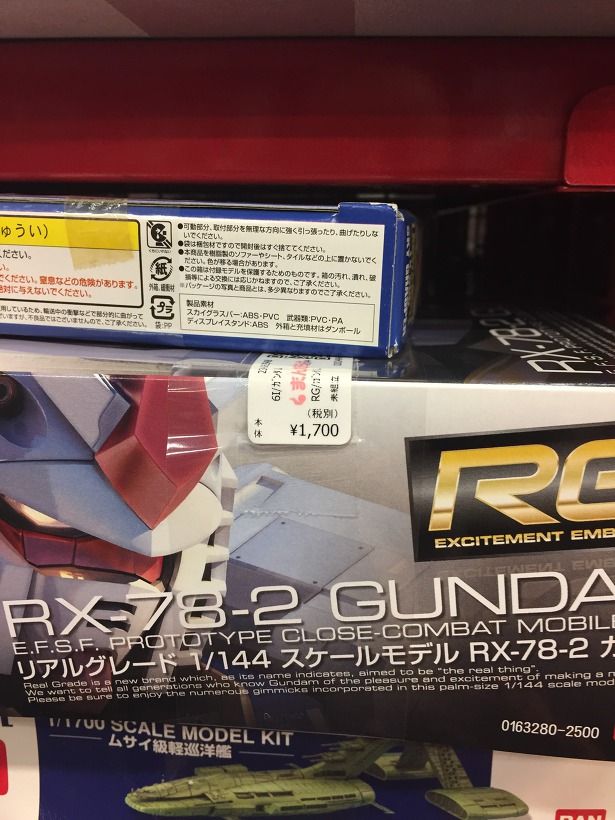 ゅうい）
ください。
でください。窒息などの危険があります。
絶対に与えないでください。
用しているため、輸送中の衝撃などで部分的に曲がって
ざいますが、不良品ではございませんので、ご了承ください。
紙
外箱、緩衝材
プラ
袋:PP
●可動部分、取付部分を無理な方向に強く引っ張ったり、曲げたりしな
いでください。
●袋は梱包材ですので開封後はすぐ捨ててください。
●本商品を樹脂製のソファーやシート、タイルなどの上に置かないでく
ださい。色が移る場合があります。
●この箱は付録モデルを保護するためのものです。箱の汚れ、潰れ、破
損等による交換には応じかねますので、ご了承ください。
※パッケージの写真と商品とは、多少異なりますのでご了承ください。
製品素材
スカイグラスパー:ABS・PVC 武器類:PVC・PA
ディスプレイスタンド:ABS 外箱と充填材はダンボール
RX-78
未組立
(税別)
本体
¥1,700
RG
EXCITEMENT EMB
RX-78-2 GUNDA
E.F.S.F. PROTOTYPE CLOSE-COMBAT MOBILE
リアルグレード 1/144 スケールモデル RX-78-2 ガ
Real Grade is a new brand which, as its name indicates, aimed to be "the real thing".
We want to tell all generations who know Gundam of the pleasure and excitement of making a m
Please be sure to enjoy the numerous gimmicks incorporated in this palm-size 1/144 scale mod
0163280-2500
1/1700 SCALE MODEL KIT
ムサイ級軽巡洋艦
BAN